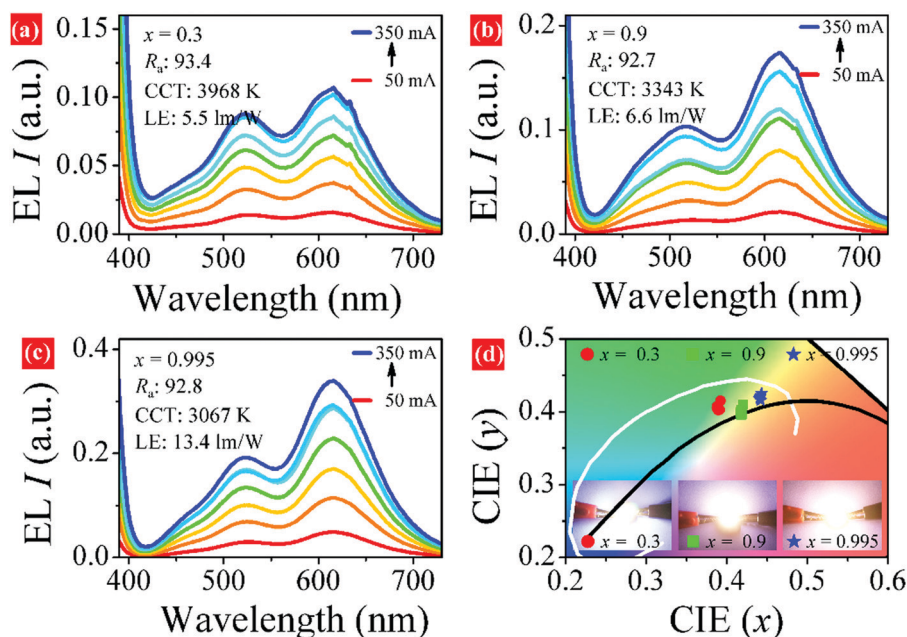 (a)
x = 0.3
Ra: 93.4
CCT: 3968 K
LE: 5.5 lm/W
350 mA
50 mA
EL I (a.u.)
0.15
0.10
0.05
0.00
400 500 600 700
Wavelength (nm)
(b)
x = 0.9
Ra: 92.7
CCT: 3343 K
LE: 6.6 lm/W
350 mA
50 mA
EL I (a.u.)
0.2
0.1
0.0
400 500 600 700
Wavelength (nm)
(c)
x = 0.995
Ra: 92.8
CCT: 3067 K
LE: 13.4 lm/W
350 mA
50 mA
EL I (a.u.)
0.4
0.2
0.0
400 500 600 700
Wavelength (nm)
(d)
x = 0.3 x = 0.9 x = 0.995
CIE (y)
0.5
0.4
0.3
0.2
x = 0.3 x = 0.9 x = 0.995
0.2 0.3 0.4 0.5 0.6
CIE (x)